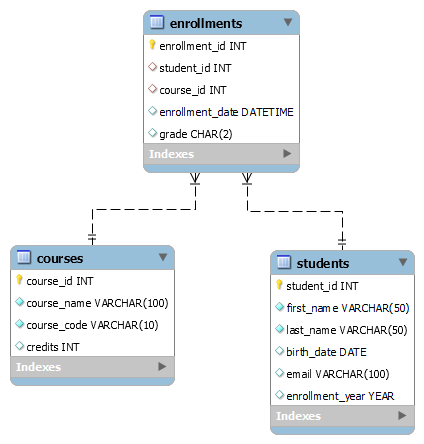 enrollments
enrollment_id INT
student_id INT
course_id INT
enrollment_date DATETIME
grade CHAR(2)
Indexes
courses
course_id INT
course_name VARCHAR(100)
course_code VARCHAR(10)
credits INT
Indexes
students
student_id INT
first_name VARCHAR(50)
last_name VARCHAR(50)
birth_date DATE
email VARCHAR(100)
enrollment_year YEAR
Indexes